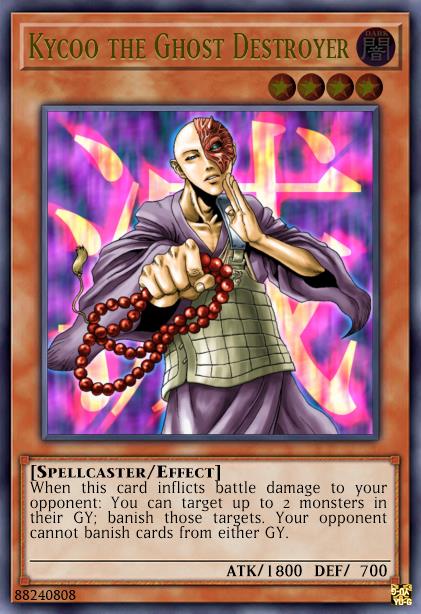 Kycoo the Ghost Destroyer
DARK
闇
滅
[Spellcaster/Effect]
When this card inflicts battle damage to your
opponent: You can target up to 2 monsters in
their GY; banish those targets. Your opponent
cannot banish cards from either GY.
ATK/1800 DEF/ 700
88240808